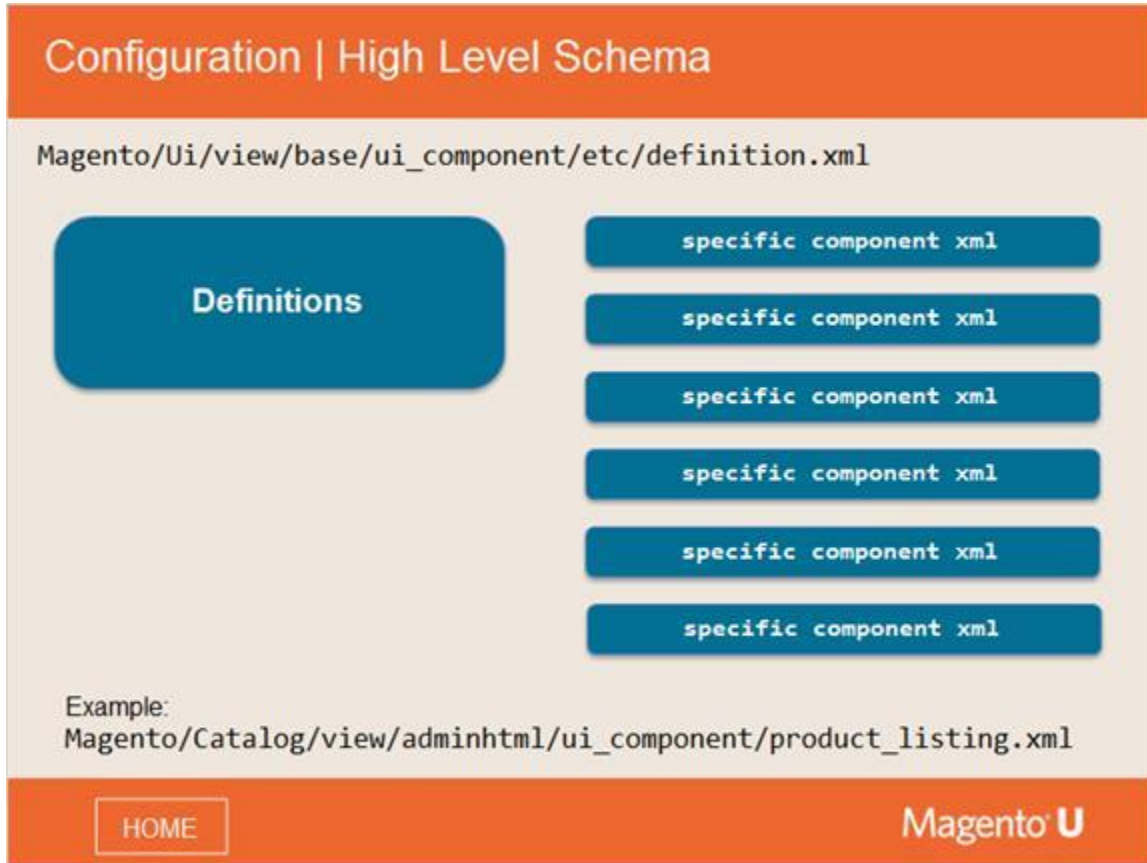 Configuration | High Level Schema
Magento/Ui/view/base/ui_component/etc/definition.xml
Definitions
specific component xml
specific component xml
specific component xml
specific component xml
specific component xml
specific component xml
Example:
Magento/Catalog/view/adminhtml/ui_component/product_listing.xml
HOME
Magento U